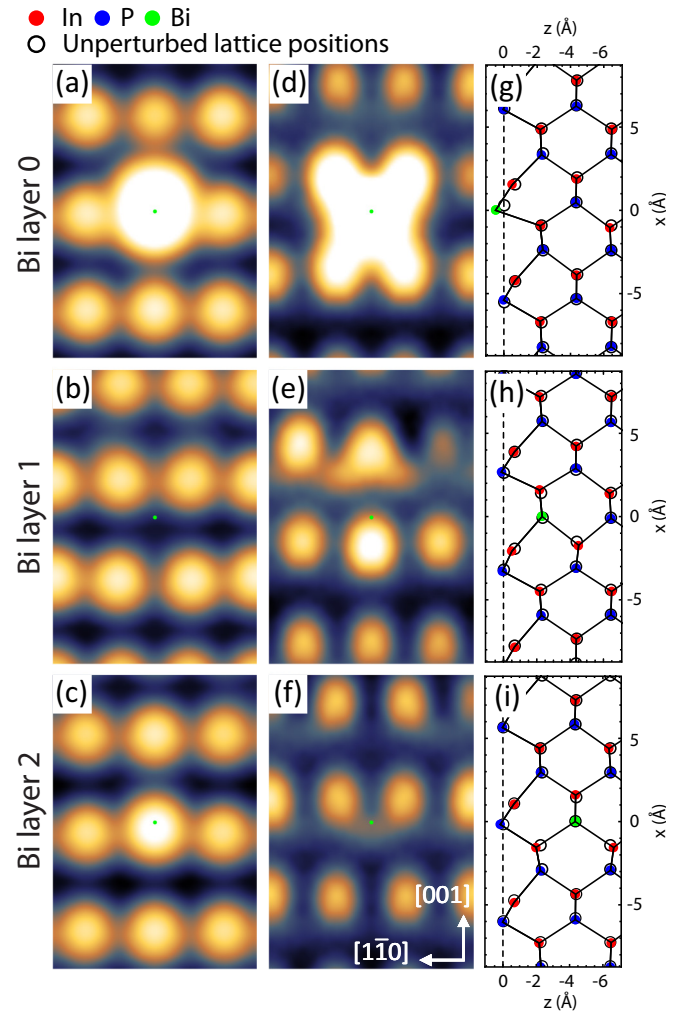 In P Bi
Unperturbed lattice positions
z (Å)
0 -2 -4 -6
Bi layer 0
(a)
(d)
(g)
5
0
-5
x (Å)
Bi layer 1
(b)
(e)
(h)
5
0
-5
x (Å)
Bi layer 2
(c)
(f)
(i)
5
0
-5
x (Å)
[001]
[11̅0]
0 -2 -4 -6
z (Å)